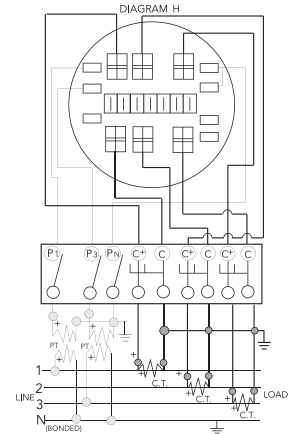 DIAGRAM H
P1 P3 PN C+ C C+ C C+ C
+ + +
PT PT
1 + +
C.T.
2
C.T.
LINE 3 LOAD
C.T.
N
(BONDED)